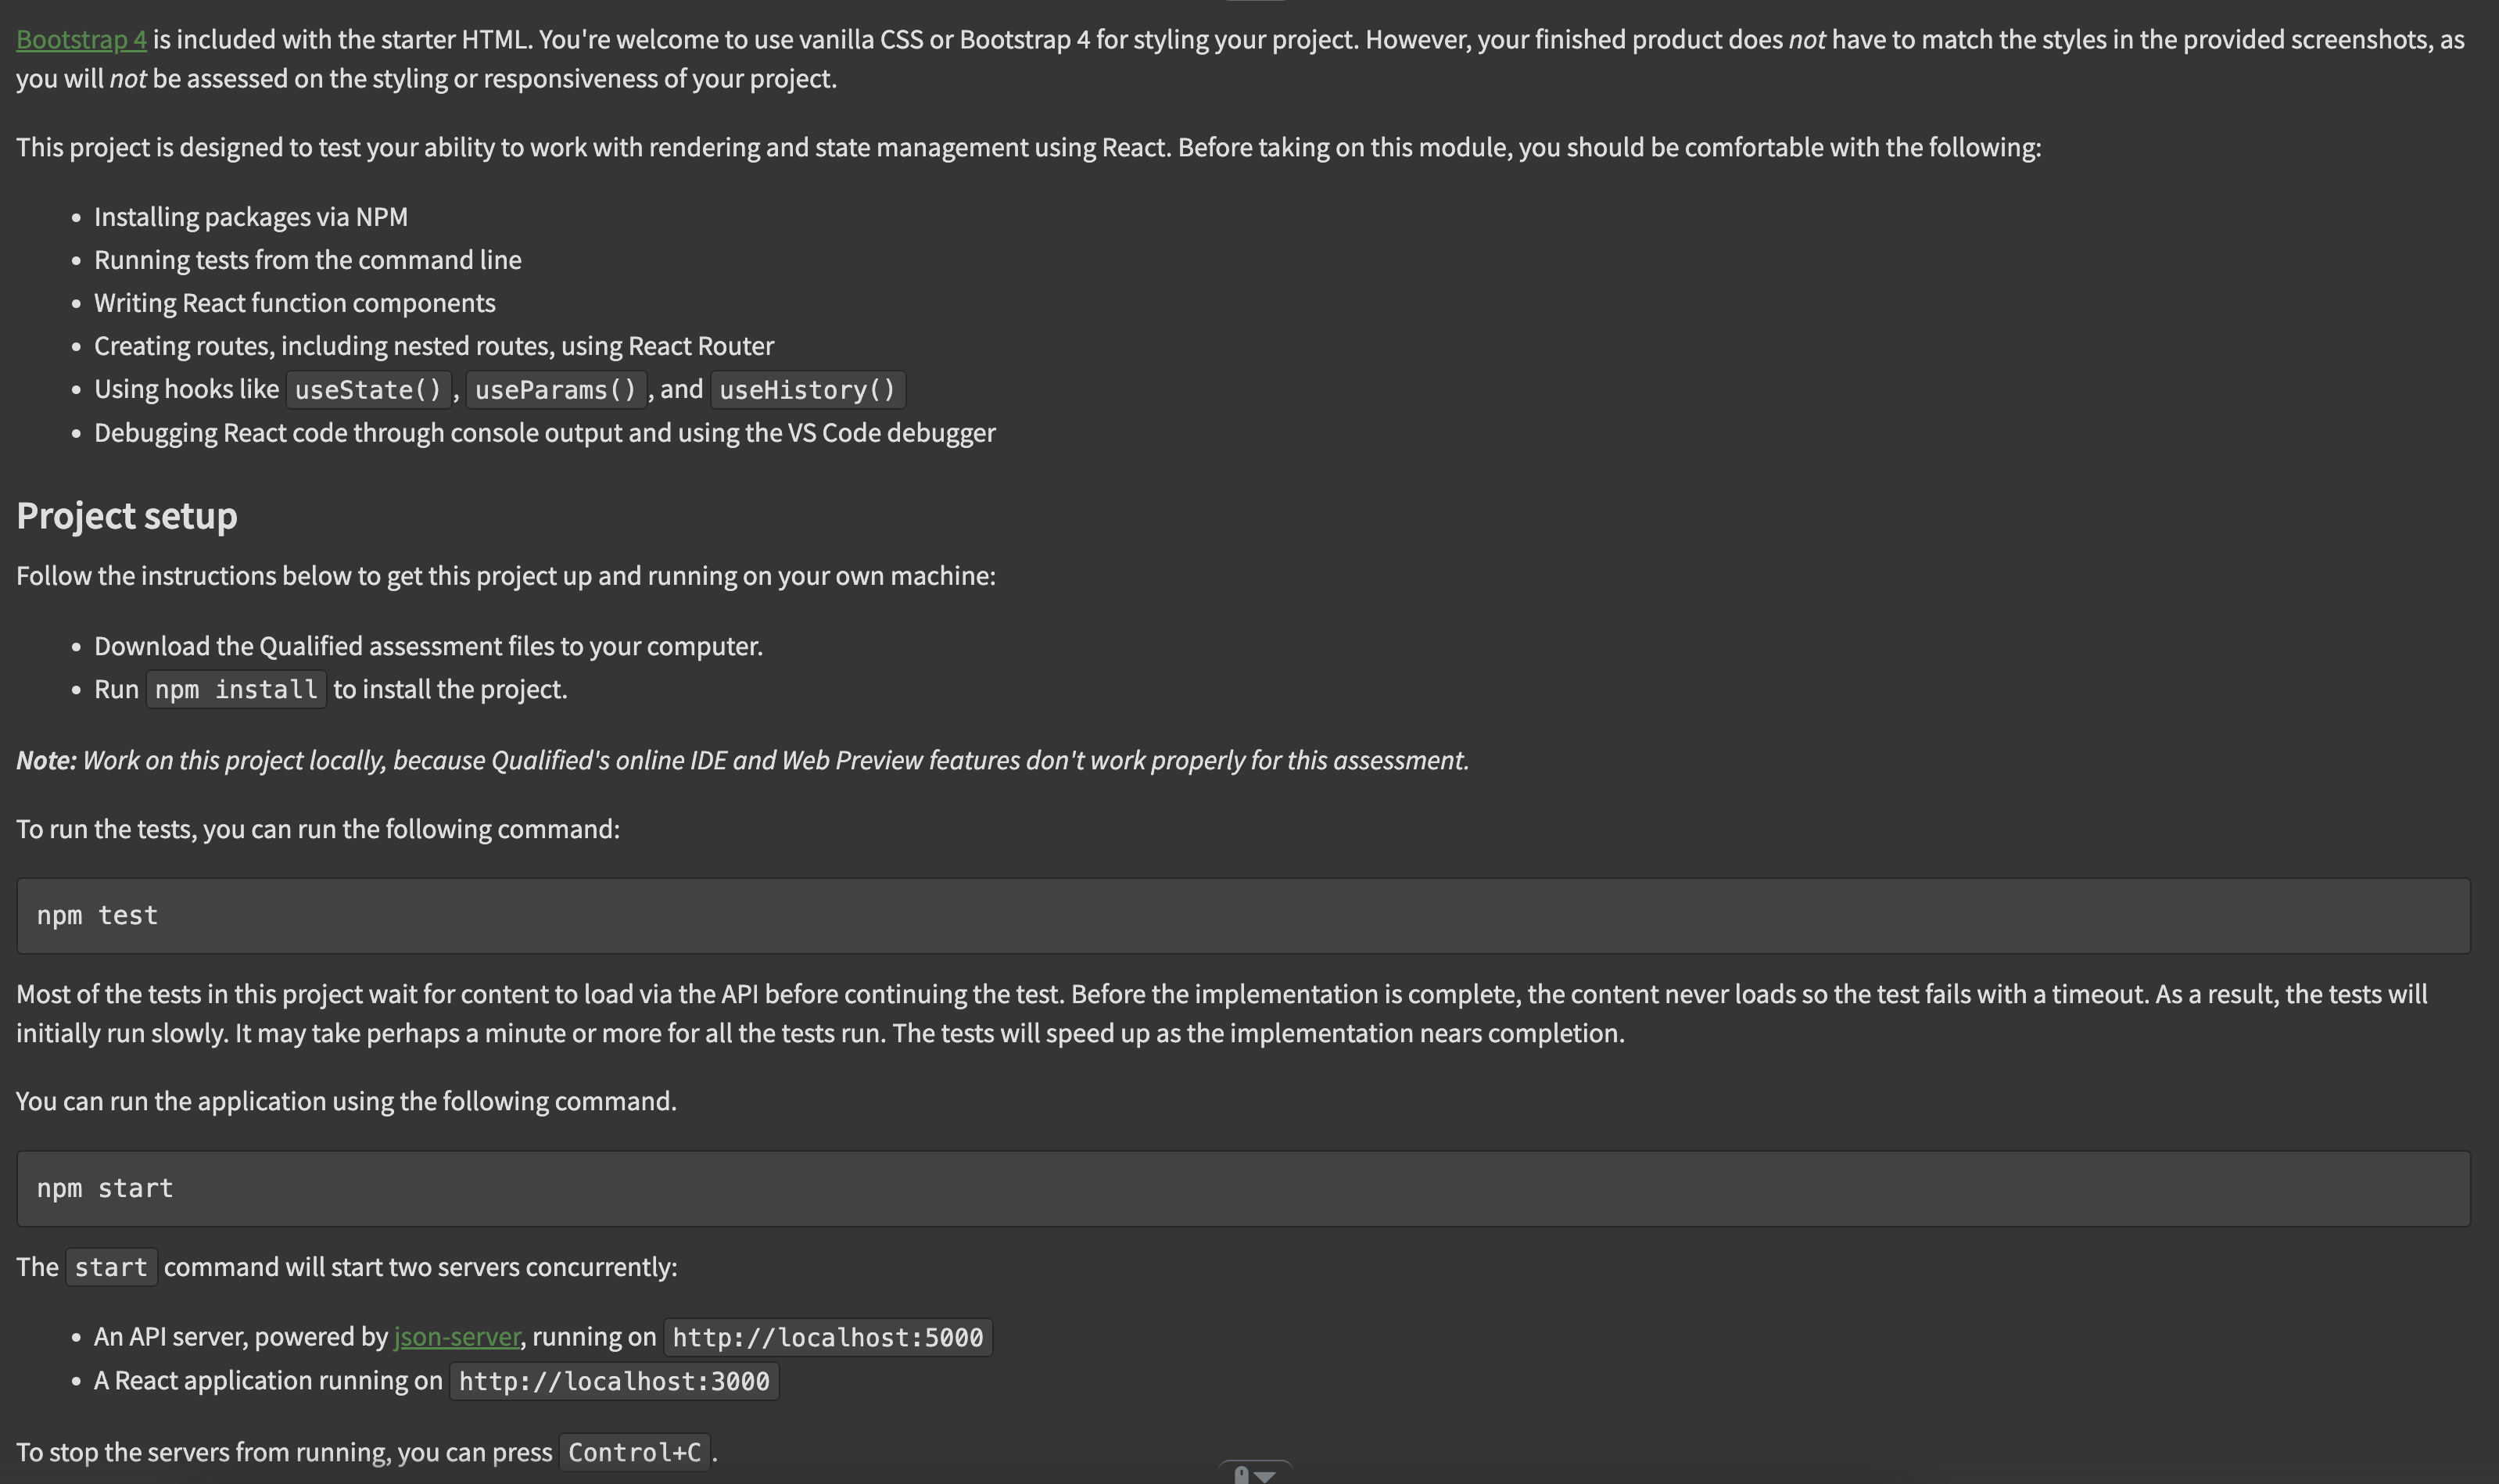 Bootstrap 4 is included with the starter HTML. You're welcome to use vanilla CSS or Bootstrap 4 for styling your project. However, your finished product does not have to match the styles in the provided screenshots, as
you will not be assessed on the styling or responsiveness of your project.
This project is designed to test your ability to work with rendering and state management using React. Before taking on this module, you should be comfortable with the following:
• Installing packages via NPM
• Running tests from the command line
• Writing React function components
• Creating routes, including nested routes, using React Router
• Using hooks like useState(), useParams(), and useHistory()
• Debugging React code through console output and using the VS Code debugger
Project setup
Follow the instructions below to get this project up and running on your own machine:
• Download the Qualified assessment files to your computer.
• Run npm install to install the project.
Note: Work on this project locally, because Qualified's online IDE and Web Preview features don't work properly for this assessment.
To run the tests, you can run the following command:
npm test
Most of the tests in this project wait for content to load via the API before continuing the test. Before the implementation is complete, the content never loads so the test fails with a timeout. As a result, the tests will
initially run slowly. It may take perhaps a minute or more for all the tests run. The tests will speed up as the implementation nears completion.
You can run the application using the following command.
npm start
The start command will start two servers concurrently:
• An API server, powered by json-server, running on http://localhost:5000
• A React application running on http://localhost:3000
To stop the servers from running, you can press Control+C.